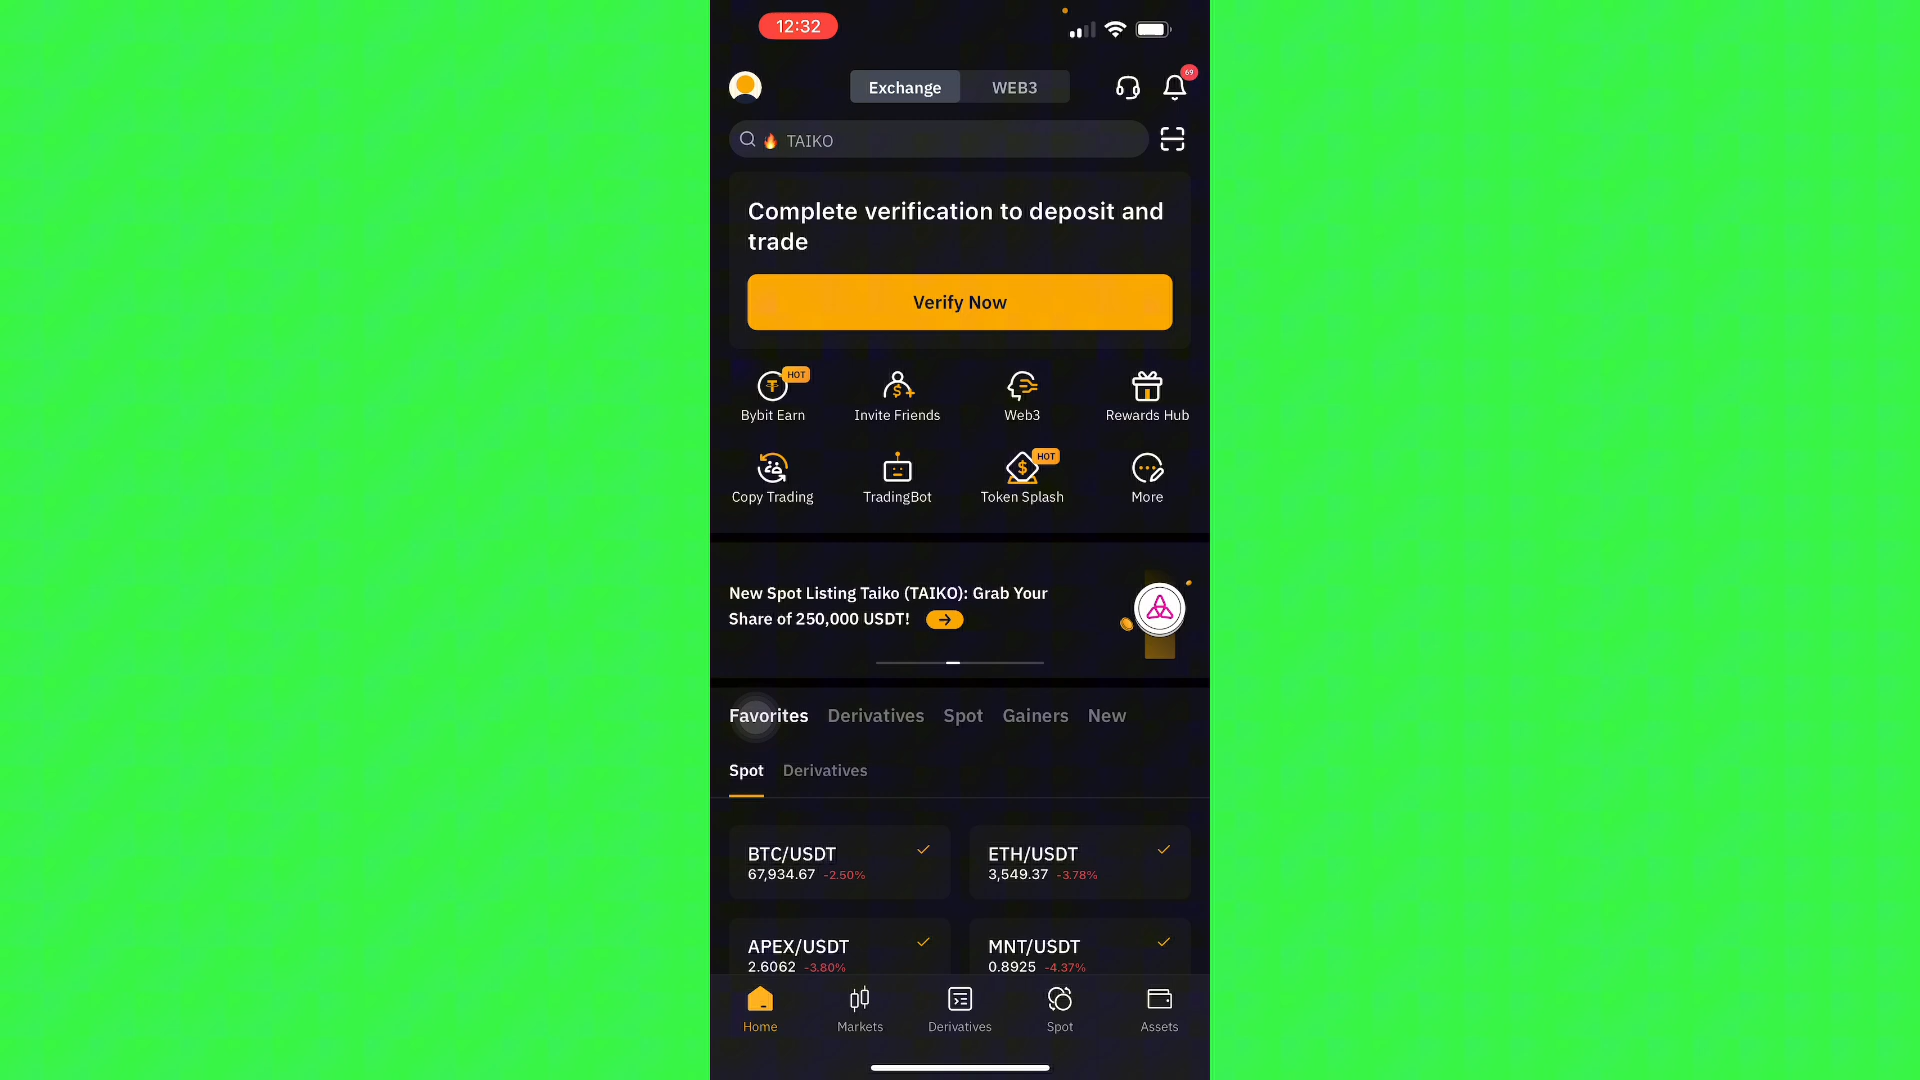 12:32
Exchange WEB3
69
TAIKO
Complete verification to deposit and
trade
Verify Now
HOT
Bybit Earn Invite Friends Web3 Rewards Hub
HOT
Copy Trading TradingBot Token Splash More
New Spot Listing Taiko (TAIKO): Grab Your
Share of 250,000 USDT!
Favorites Derivatives Spot Gainers New
Spot Derivatives
BTC/USDT ETH/USDT
67,934.67 -2.50% 3,549.37 -3.78%
APEX/USDT MNT/USDT
2.6062 -3.80% 0.8925 -4.37%
Home Markets Derivatives Spot Assets